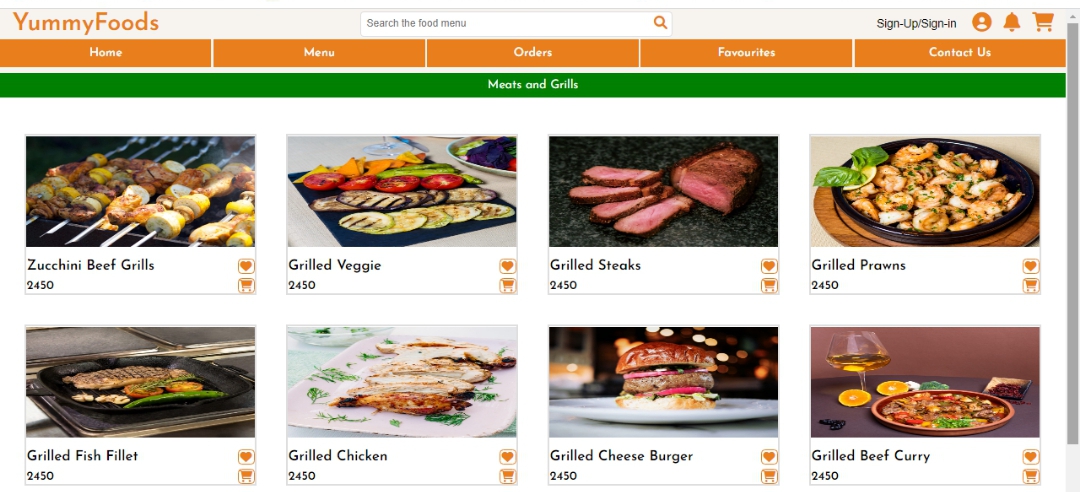 YummyFoods
Search the food menu
Sign-Up/Sign-in
Home Menu Orders Favourites Contact Us
Meats and Grills
Zucchini Beef Grills
2450
Grilled Veggie
2450
Grilled Steaks
2450
Grilled Prawns
2450
Grilled Fish Fillet
2450
Grilled Chicken
2450
Grilled Cheese Burger
2450
Grilled Beef Curry
2450